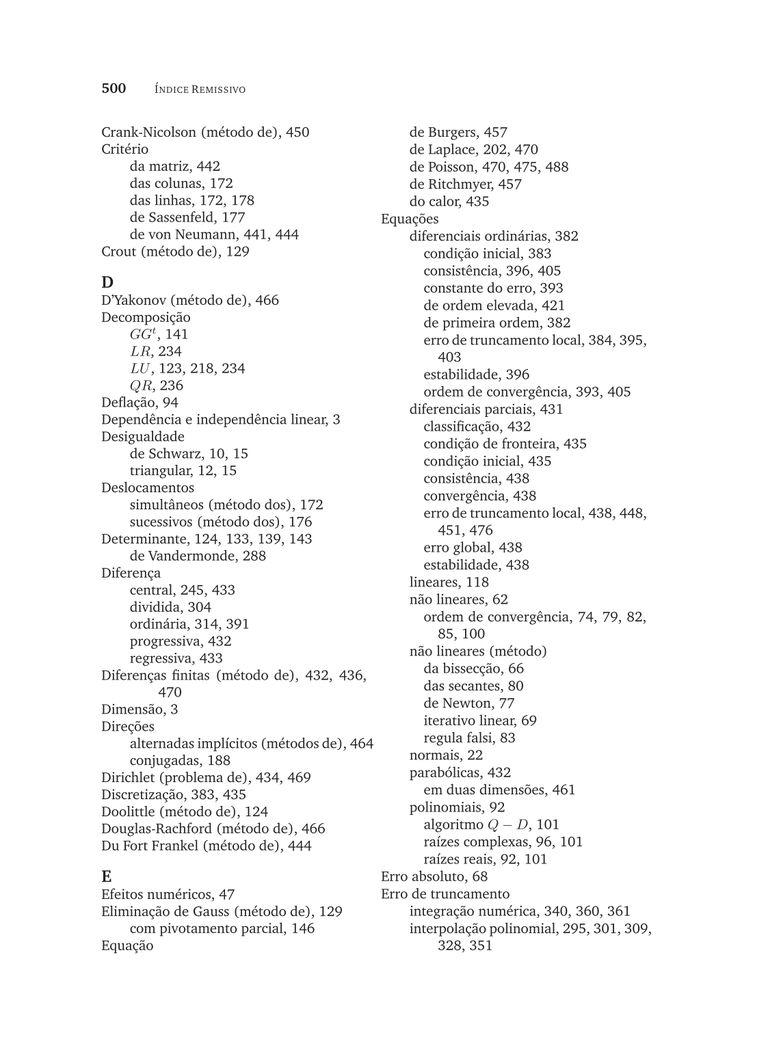 500 ÍNDICE REMISSIVO
Crank-Nicolson (método de), 450
Critério
da matriz, 442
das colunas, 172
das linhas, 172, 178
de Sassenfeld, 177
de von Neumann, 441, 444
Crout (método de), 129
D
D'Yakonov (método de), 466
Decomposição
GGᵗ, 141
LR, 234
LU, 123, 218, 234
QR, 236
Deflação, 94
Dependência e independência linear, 3
Desigualdade
de Schwarz, 10, 15
triangular, 12, 15
Deslocamentos
simultâneos (método dos), 172
sucessivos (método dos), 176
Determinante, 124, 133, 139, 143
de Vandermonde, 288
Diferença
central, 245, 433
dividida, 304
ordinária, 314, 391
progressiva, 432
regressiva, 433
Diferenças finitas (método de), 432, 436,
470
Dimensão, 3
Direções
alternadas implícitos (métodos de), 464
conjugadas, 188
Dirichlet (problema de), 434, 469
Discretização, 383, 435
Doolittle (método de), 124
Douglas-Rachford (método de), 466
Du Fort Frankel (método de), 444
E
Efeitos numéricos, 47
Eliminação de Gauss (método de), 129
com pivotamento parcial, 146
Equação
de Burgers, 457
de Laplace, 202, 470
de Poisson, 470, 475, 488
de Ritchmyer, 457
do calor, 435
Equações
diferenciais ordinárias, 382
condição inicial, 383
consistência, 396, 405
constante do erro, 393
de ordem elevada, 421
de primeira ordem, 382
erro de truncamento local, 384, 395,
403
estabilidade, 396
ordem de convergência, 393, 405
diferenciais parciais, 431
classificação, 432
condição de fronteira, 435
condição inicial, 435
consistência, 438
convergência, 438
erro de truncamento local, 438, 448,
451, 476
erro global, 438
estabilidade, 438
lineares, 118
não lineares, 62
ordem de convergência, 74, 79, 82,
85, 100
não lineares (método)
da bissecção, 66
das secantes, 80
de Newton, 77
iterativo linear, 69
regula falsi, 83
normais, 22
parabólicas, 432
em duas dimensões, 461
polinomiais, 92
algoritmo Q − D, 101
raízes complexas, 96, 101
raízes reais, 92, 101
Erro absoluto, 68
Erro de truncamento
integração numérica, 340, 360, 361
interpolação polinomial, 295, 301, 309,
328, 351